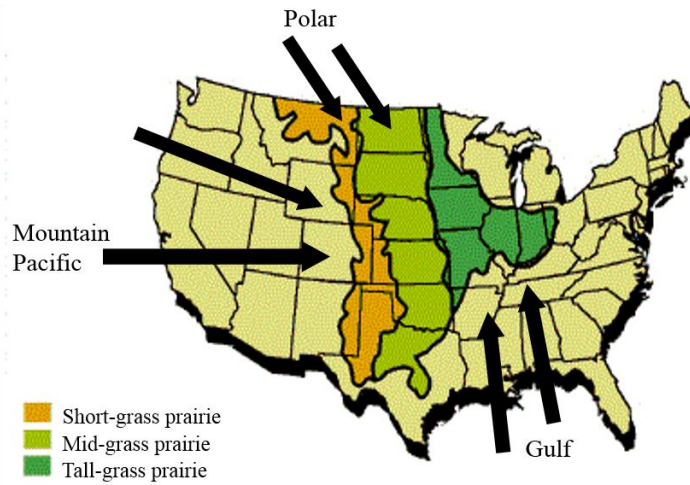 Polar
Mountain
Pacific
Short-grass prairie
Mid-grass prairie
Tall-grass prairie
Gulf